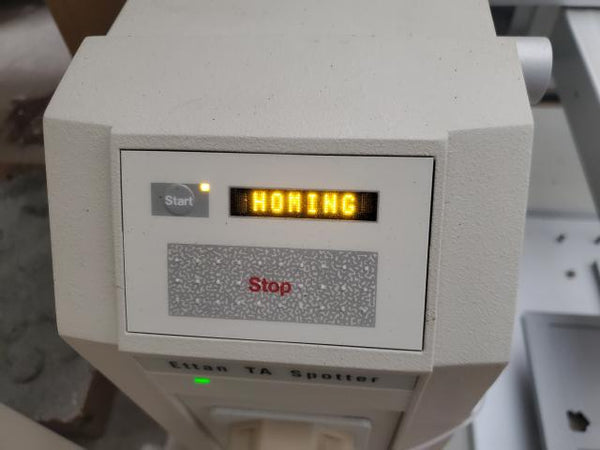 Start
HOMING
Stop
Ettan TA Spotter